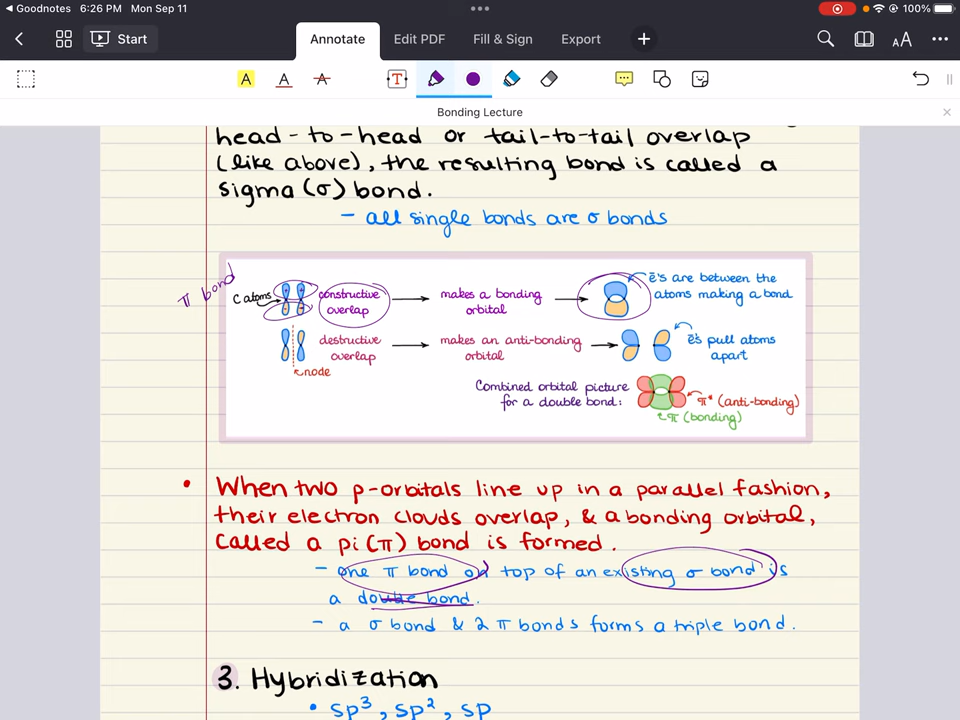 Goodnotes 6:26 PM Mon Sep 11 100%
Start Annotate Edit PDF Fill & Sign Export
Bonding Lecture
head-to-head or tail-to-tail overlap
(like above), the resulting bond is called a
sigma (σ) bond.
- all single bonds are σ bonds
π bond
C atoms
constructive
overlap
makes a bonding
orbital
ē's are between the
atoms making a bond
destructive
overlap
node
makes an anti-bonding
orbital
ē's pull atoms
apart
Combined orbital picture
for a double bond:
π* (anti-bonding)
π (bonding)
• When two p-orbitals line up in a parallel fashion,
their electron clouds overlap, & a bonding orbital,
called a pi (π) bond is formed.
- one π bond on top of an existing σ bond is
a double bond.
- a σ bond & 2 π bonds forms a triple bond.
3. Hybridization
• sp³, sp², sp